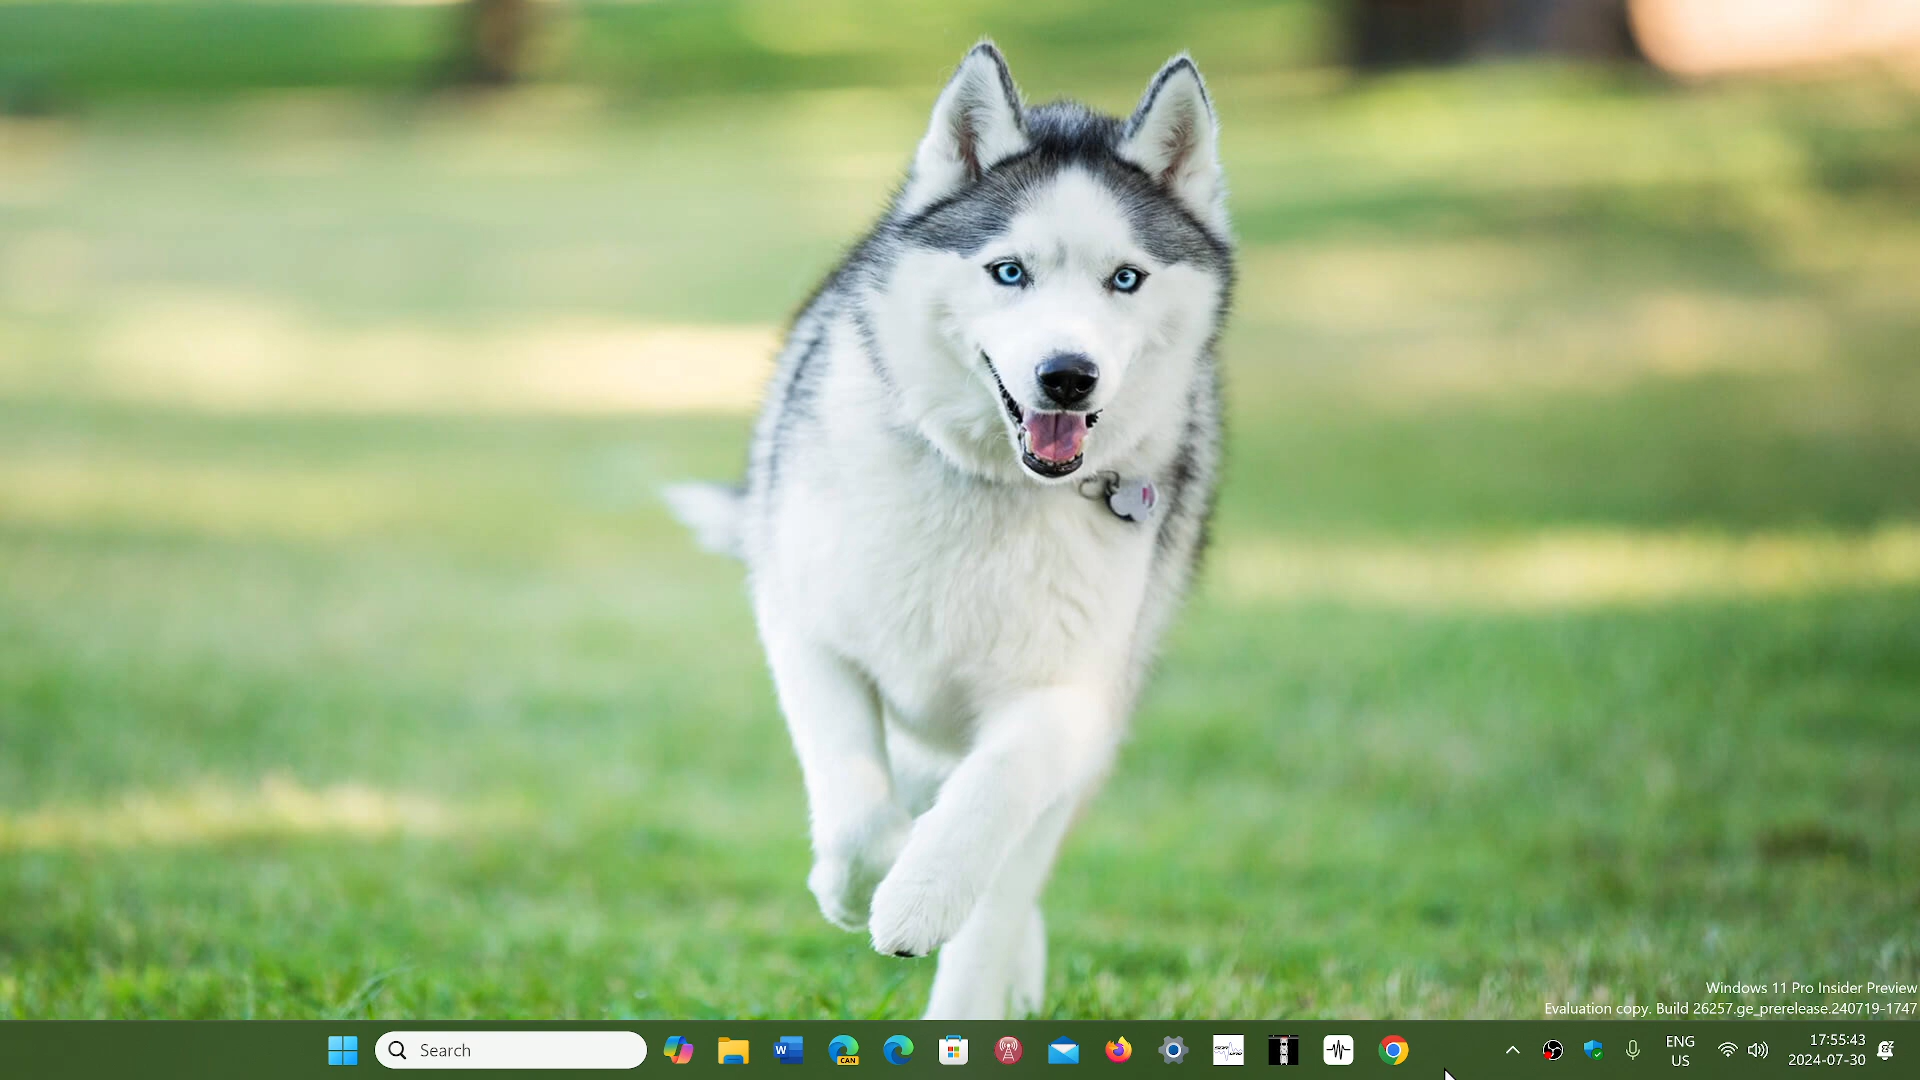 Windows 11 Pro Insider Preview
Evaluation copy. Build 26257.ge_prerelease.240719-1747
Search
W
CAN
ENG
US
17:55:43
2024-07-30